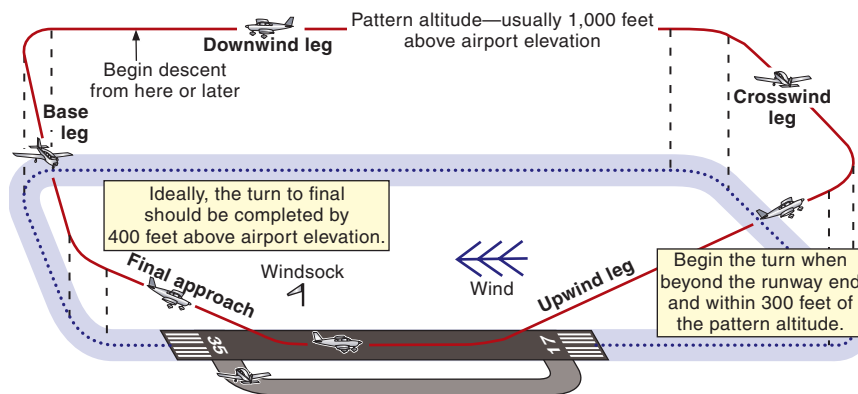 Pattern altitude—usually 1,000 feet
above airport elevation
Downwind leg
Begin descent
from here or later
Crosswind
leg
Base
leg
Ideally, the turn to final
should be completed by
400 feet above airport elevation.
Final approach
Windsock
Wind
Upwind leg
Begin the turn when
beyond the runway end
and within 300 feet of
the pattern altitude.
35
17